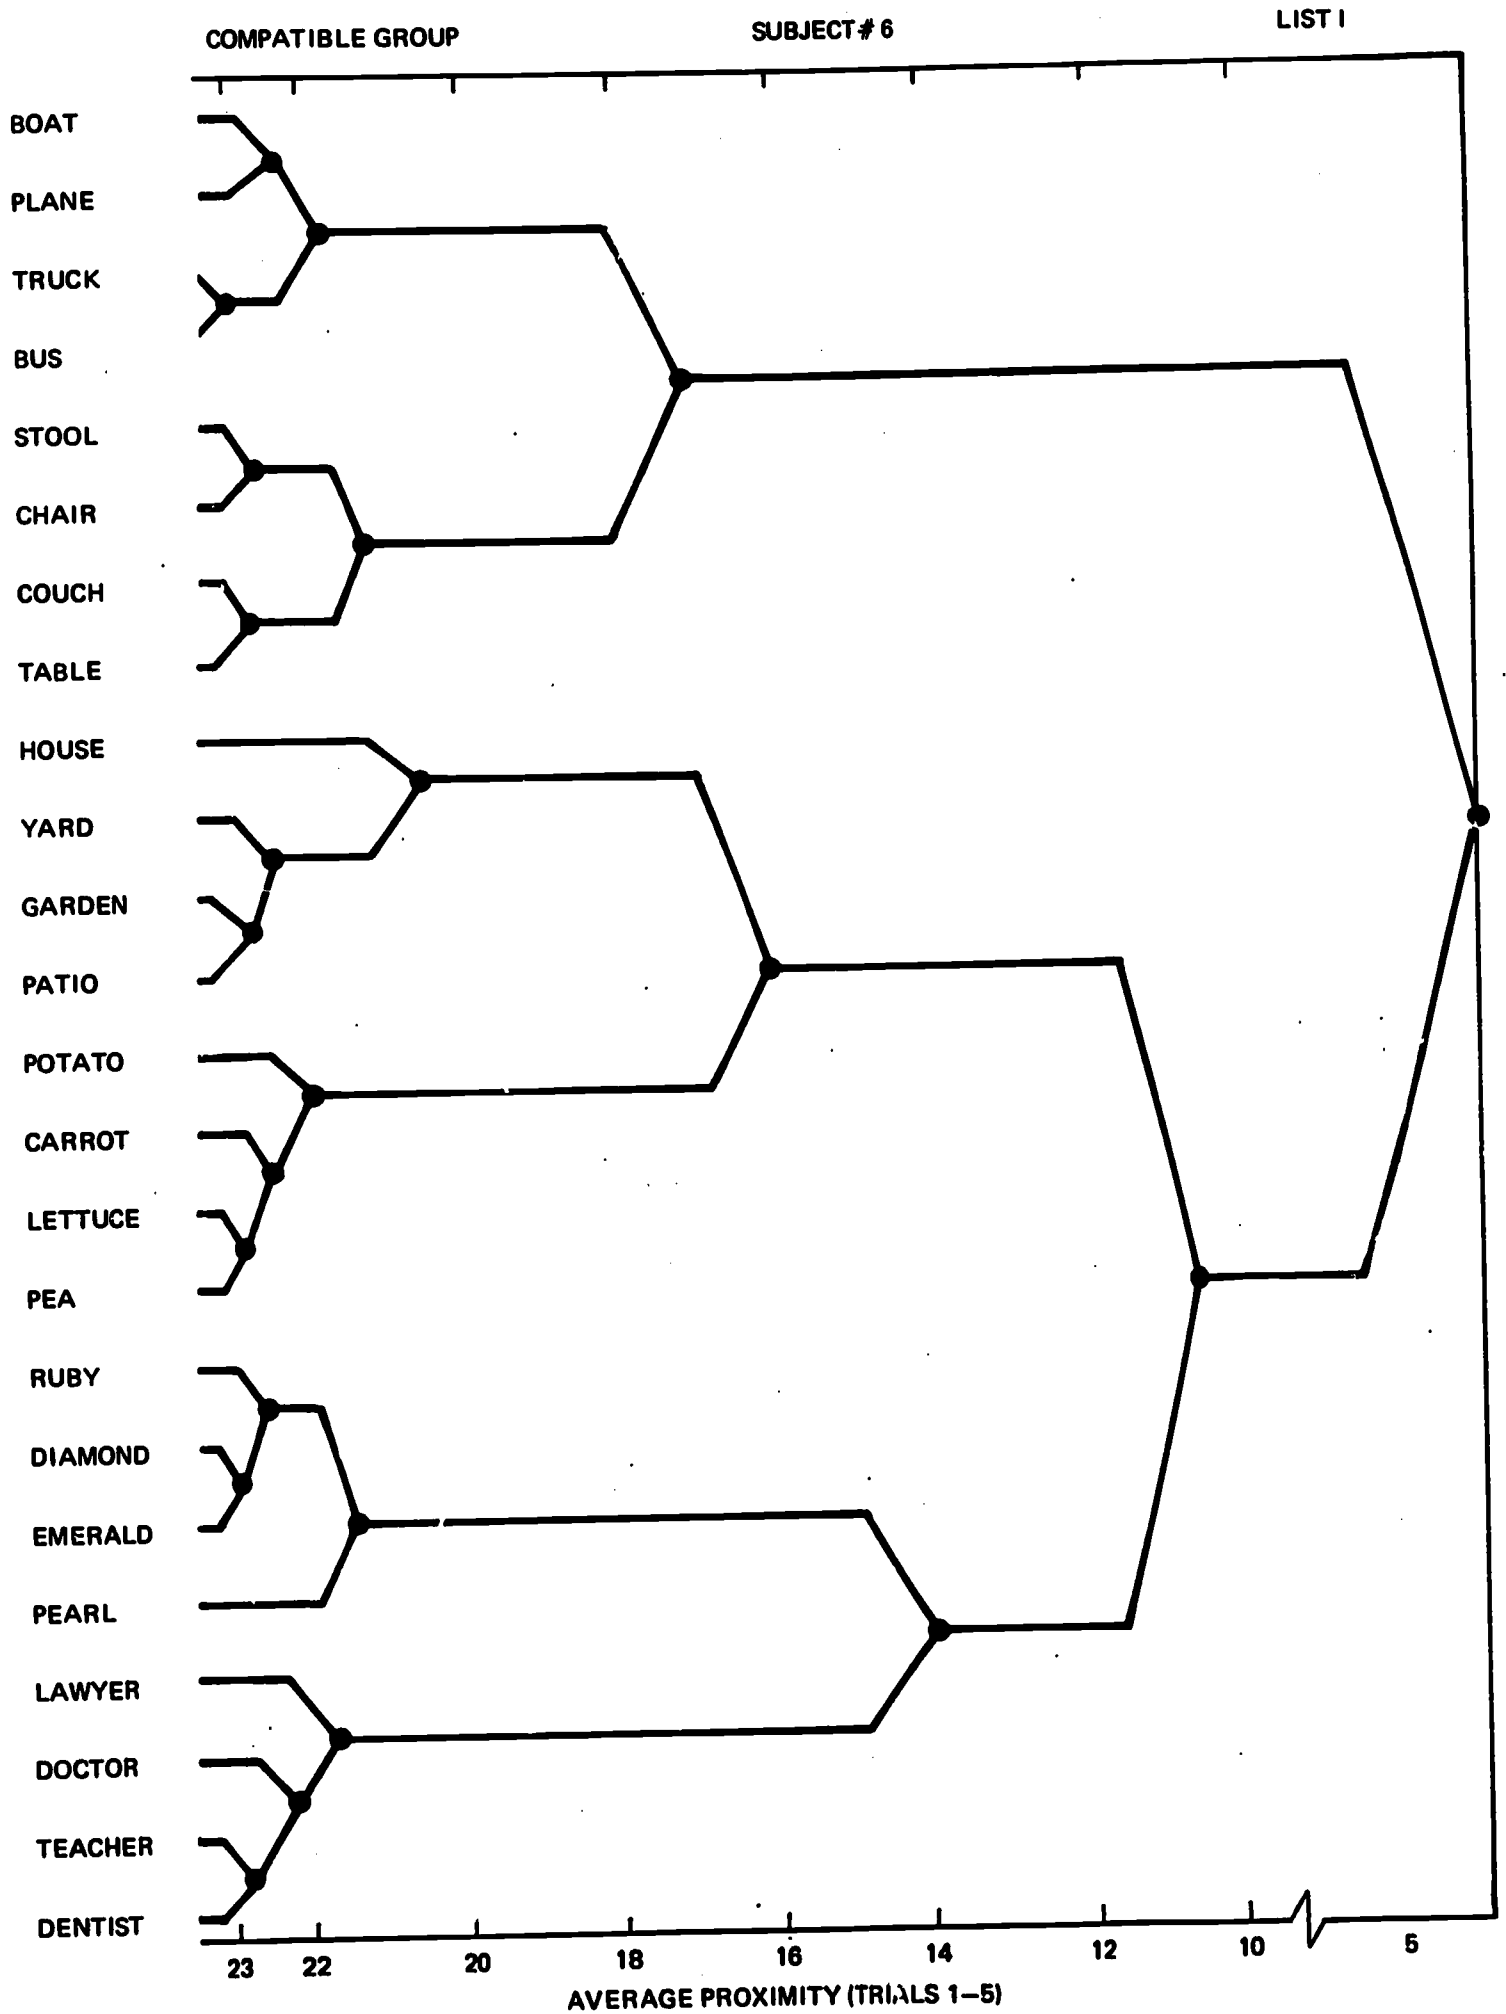 COMPATIBLE GROUP SUBJECT # 6 LIST I
BOAT
PLANE
TRUCK
BUS
STOOL
CHAIR
COUCH
TABLE
HOUSE
YARD
GARDEN
PATIO
POTATO
CARROT
LETTUCE
PEA
RUBY
DIAMOND
EMERALD
PEARL
LAWYER
DOCTOR
TEACHER
DENTIST
23 22 20 18 16 14 12 10 5
AVERAGE PROXIMITY (TRIALS 1–5)